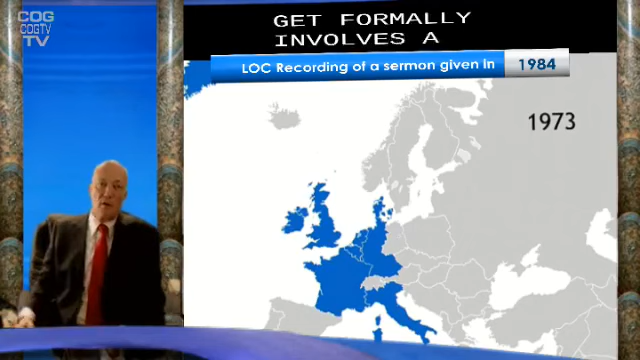 COG
COGTV
TV
GET FORMALLY
INVOLVES A
LOC Recording of a sermon given in 1984
1973